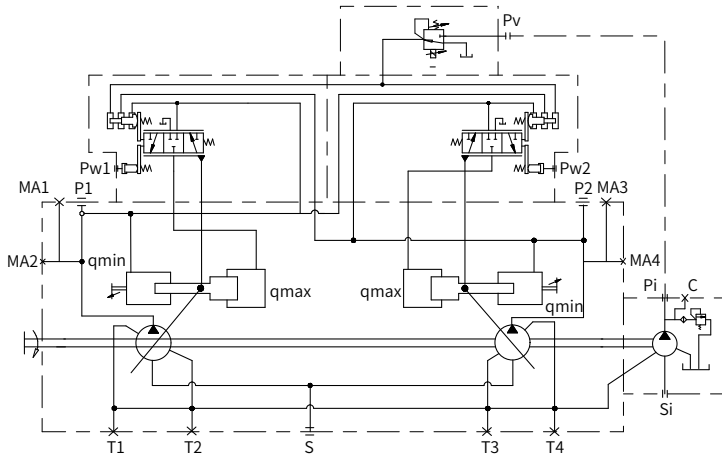 Pv
Pw1
Pw2
MA1
P1
P2
MA3
MA2
qmin
MA4
qmax
qmax
qmin
Pi
C
Si
T1
T2
S
T3
T4